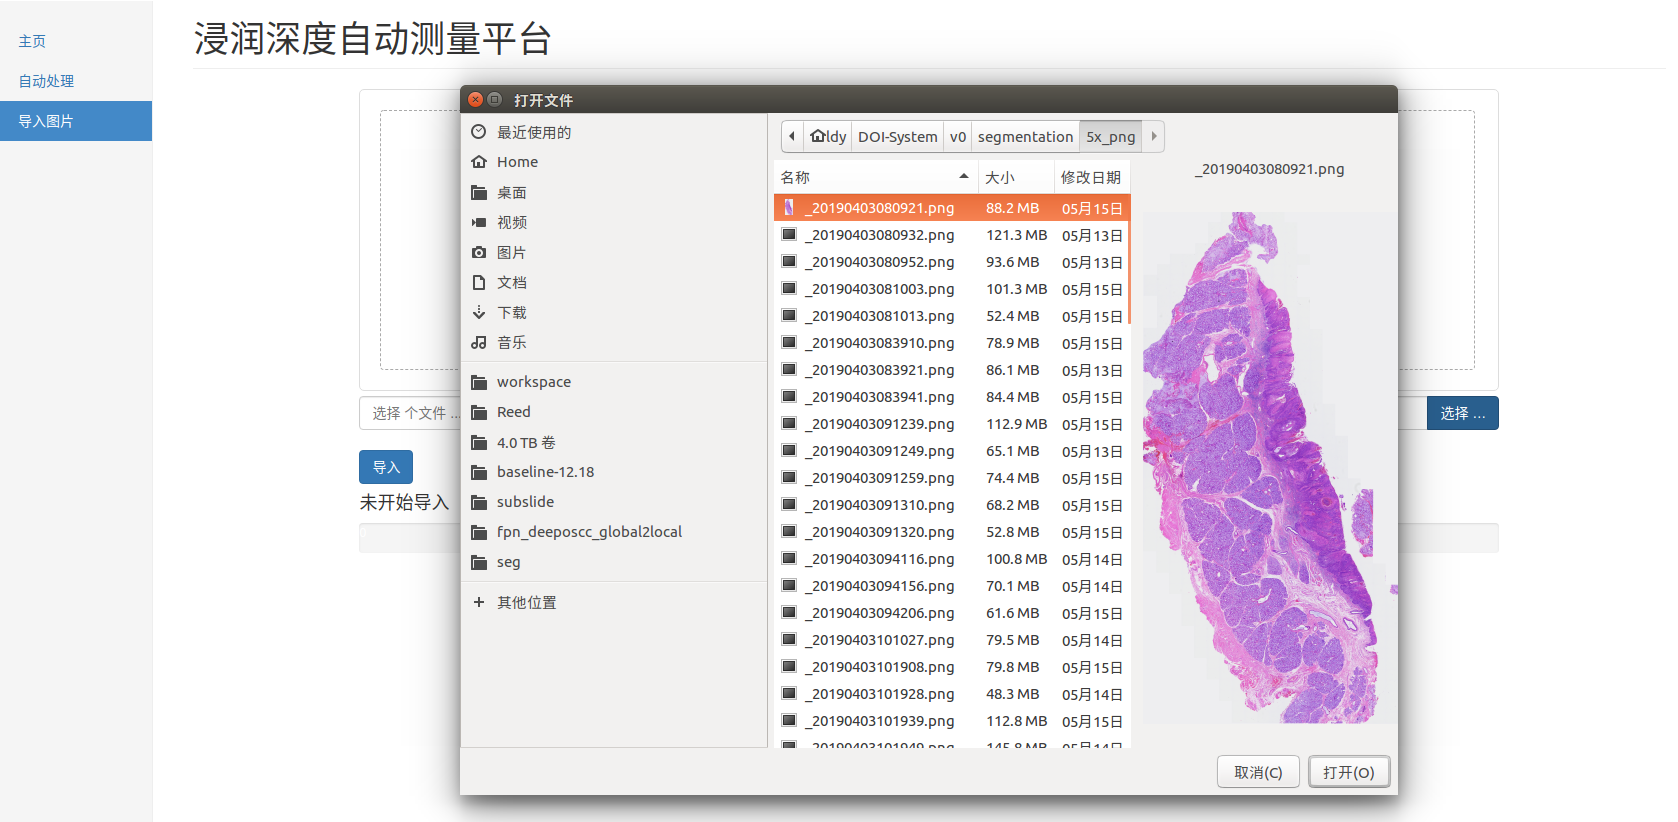 主页
自动处理
导入图片
浸润深度自动测量平台
选择 个文件 ...
选择 ...
导入
未开始导入
打开文件
最近使用的
Home
桌面
视频
图片
文档
下载
音乐
workspace
Reed
4.0 TB 卷
baseline-12.18
subslide
fpn_deeposcc_global2local
seg
其他位置
ldy DOI-System v0 segmentation 5x_png
名称 大小 修改日期
_20190403080921.png 88.2 MB 05月15日
_20190403080932.png 121.3 MB 05月13日
_20190403080952.png 93.6 MB 05月13日
_20190403081003.png 101.3 MB 05月15日
_20190403081013.png 52.4 MB 05月15日
_20190403083910.png 78.9 MB 05月15日
_20190403083921.png 86.1 MB 05月13日
_20190403083941.png 84.4 MB 05月15日
_20190403091239.png 112.9 MB 05月15日
_20190403091249.png 65.1 MB 05月13日
_20190403091259.png 74.4 MB 05月15日
_20190403091310.png 68.2 MB 05月15日
_20190403091320.png 52.8 MB 05月15日
_20190403094116.png 100.8 MB 05月14日
_20190403094156.png 70.1 MB 05月14日
_20190403094206.png 61.6 MB 05月15日
_20190403101027.png 79.5 MB 05月14日
_20190403101908.png 79.8 MB 05月15日
_20190403101928.png 48.3 MB 05月14日
_20190403101939.png 112.8 MB 05月15日
_20190403101949.png 145.8 MB 05月14日
_20190403080921.png
取消(C)
打开(O)